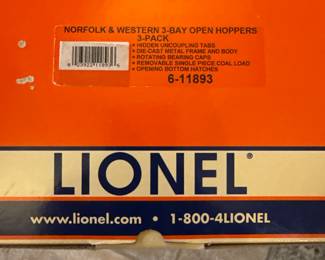 NORFOLK & WESTERN 3-BAY OPEN HOPPERS
3-PACK
• HIDDEN UNCOUPLING TABS
• DIE-CAST METAL FRAME AND BODY
• ROTATING BEARING CAPS
• REMOVABLE SINGLE PIECE COAL LOAD
• OPENING BOTTOM HATCHES
6-11893
LIONEL®
www.lionel.com • 1-800-4LIONEL